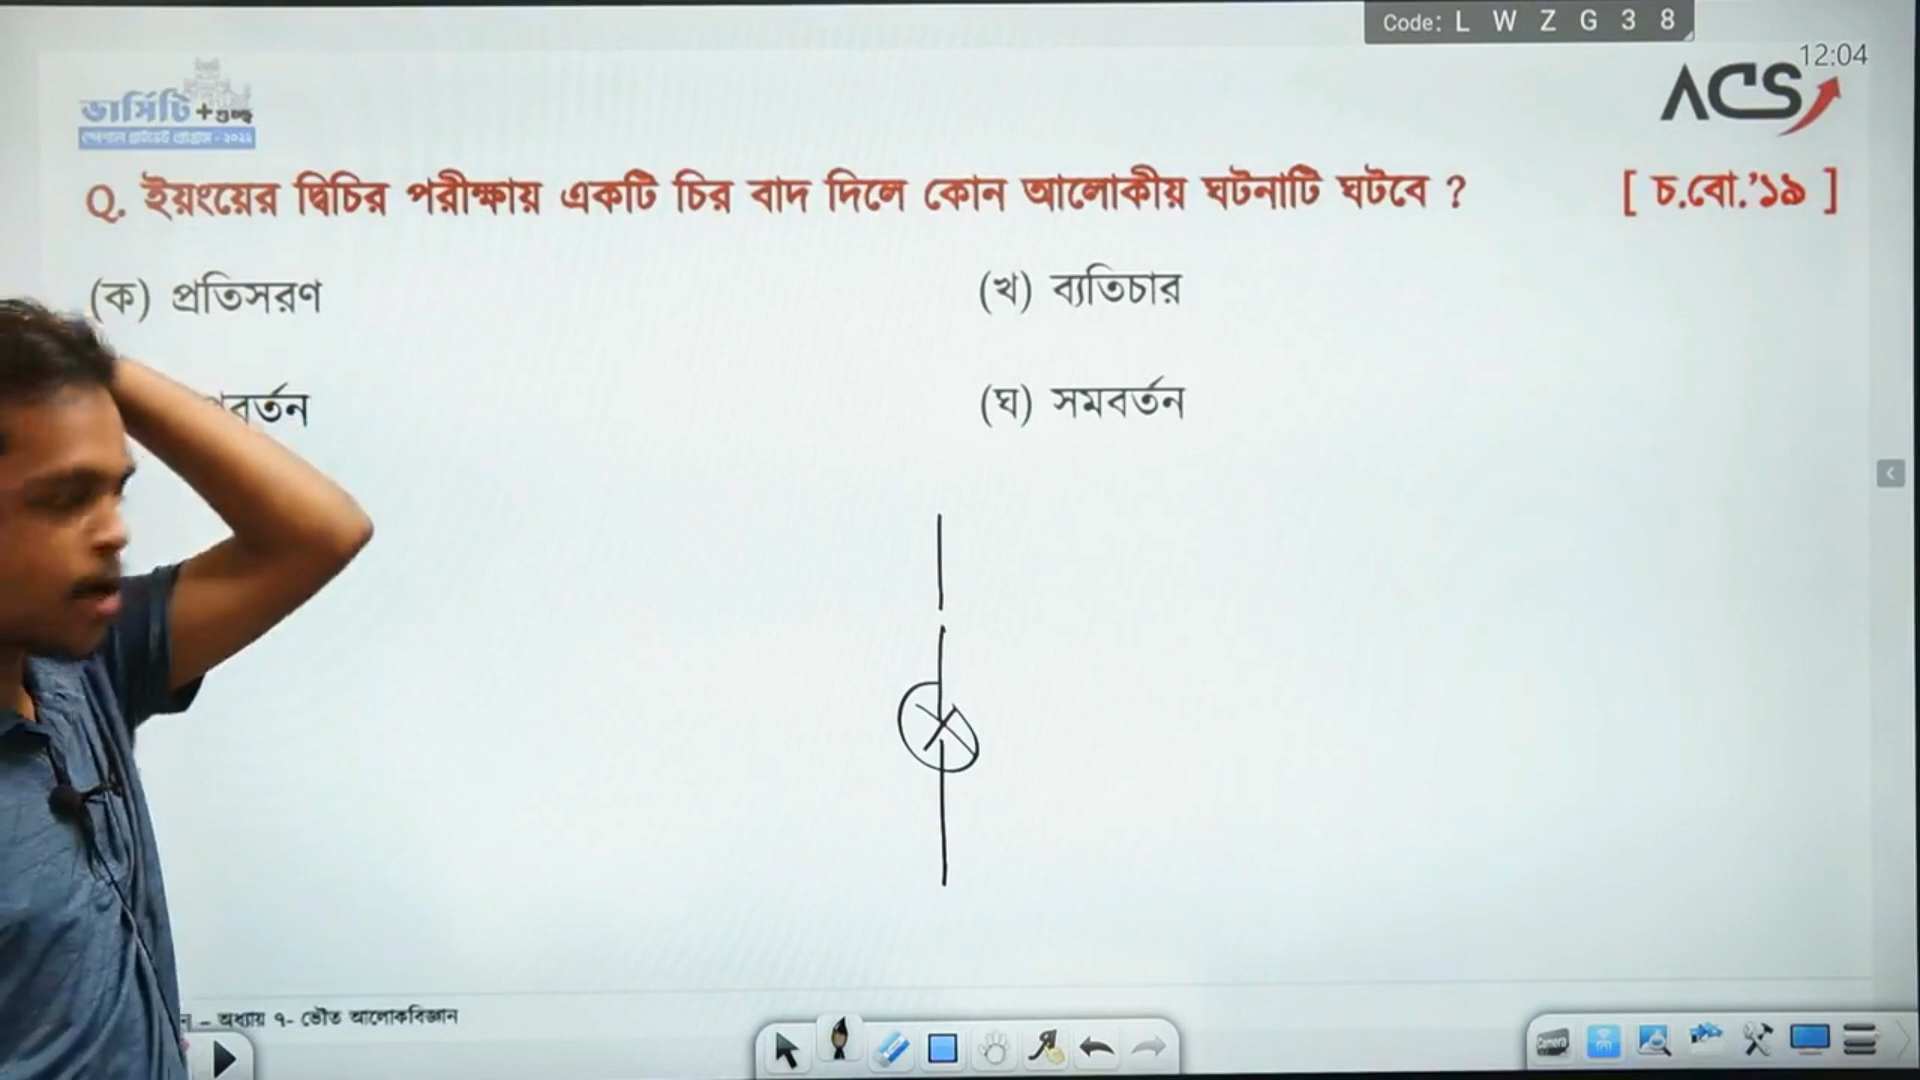 Code: L W Z G 3 8
12:04
ভার্সিটি +
ACS
Q. ইয়ংয়ের দ্বিচির পরীক্ষায় একটি চির বাদ দিলে কোন আলোকীয় ঘটনাটি ঘটবে ? [ চ.বো.'১৯ ]
(ক) প্রতিসরণ
(খ) ব্যতিচার
বর্তন
(ঘ) সমবর্তন
ন – অধ্যায় ৭- ভৌত আলোকবিজ্ঞান
Camera